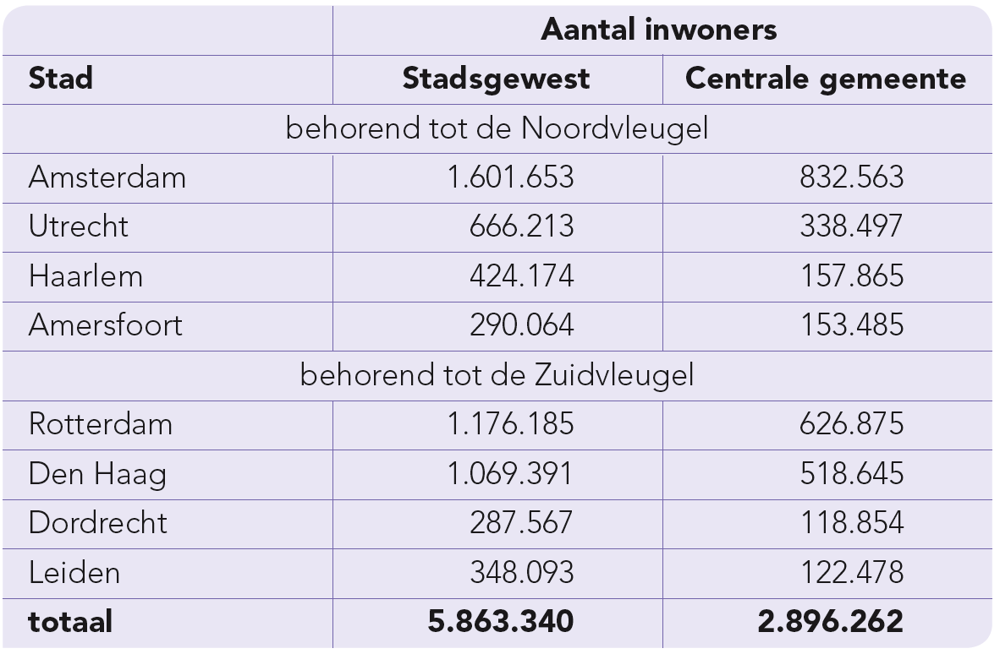 Aantal inwoners
Stad Stadsgewest Centrale gemeente
behorend tot de Noordvleugel
Amsterdam 1.601.653 832.563
Utrecht 666.213 338.497
Haarlem 424.174 157.865
Amersfoort 290.064 153.485
behorend tot de Zuidvleugel
Rotterdam 1.176.185 626.875
Den Haag 1.069.391 518.645
Dordrecht 287.567 118.854
Leiden 348.093 122.478
totaal 5.863.340 2.896.262